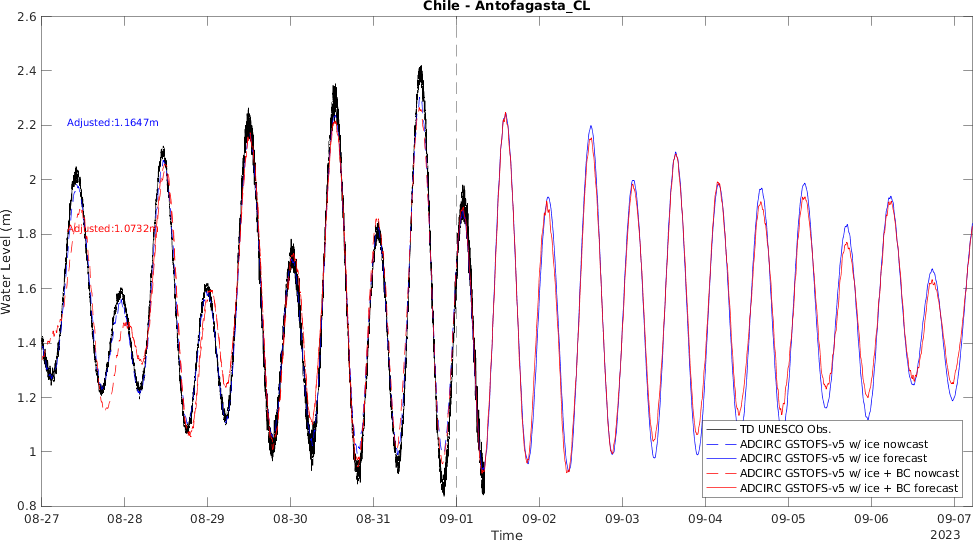 Chile - Antofagasta_CL
2.6
2.4
2.2
2
1.8
1.6
1.4
1.2
1
0.8
Water Level (m)
Adjusted:1.1647m
Adjusted:1.0732m
TD UNESCO Obs.
ADCIRC GSTOFS-v5 w/ ice nowcast
ADCIRC GSTOFS-v5 w/ ice forecast
ADCIRC GSTOFS-v5 w/ ice + BC nowcast
ADCIRC GSTOFS-v5 w/ ice + BC forecast
08-27 08-28 08-29 08-30 08-31 09-01 09-02 09-03 09-04 09-05 09-06 09-07
Time
2023